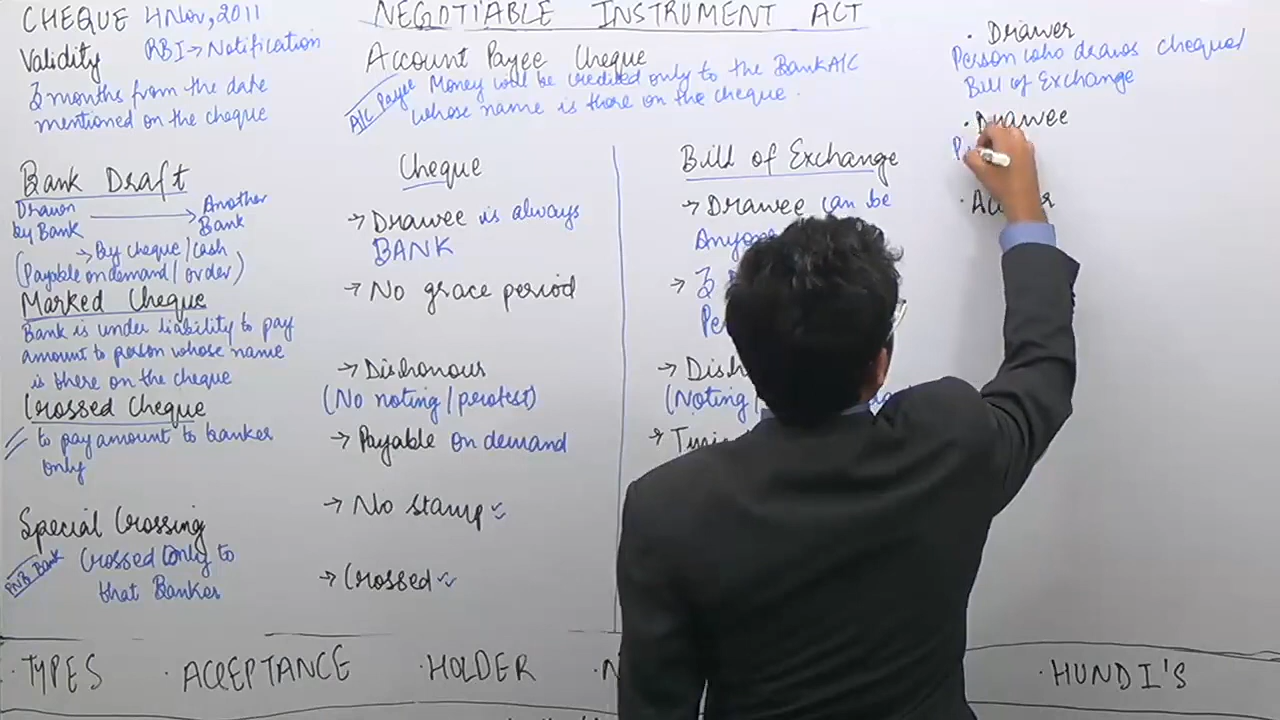 NEGOTIABLE INSTRUMENT ACT
CHEQUE 4 Nov, 2011
Validity RBI → Notification
3 months from the date
mentioned on the cheque
Bank Draft
Drawn → Another
by Bank Bank
→ By cheque/cash
(Payable on demand/order)
Marked Cheque
Bank is under liability to pay
amount to person whose name
is there on the cheque
Crossed Cheque
to pay amount to banker
only
Special Crossing
PNB Bank Crossed only to
that Banker
Account Payee Cheque
A/C Payee Money will be credited only to the Bank A/C
whose name is there on the cheque.
Cheque
→ Drawee is always
BANK
→ No grace period
→ Dishonour
(No noting/protest)
→ Payable on demand
→ No stamp
→ Crossed
Bill of Exchange
→ Drawee can be
→ 3
→
(Noting/
→
· Drawer
Person who draws cheque/
Bill of Exchange
· Drawee
·
· TYPES · ACCEPTANCE · HOLDER · HUNDI'S